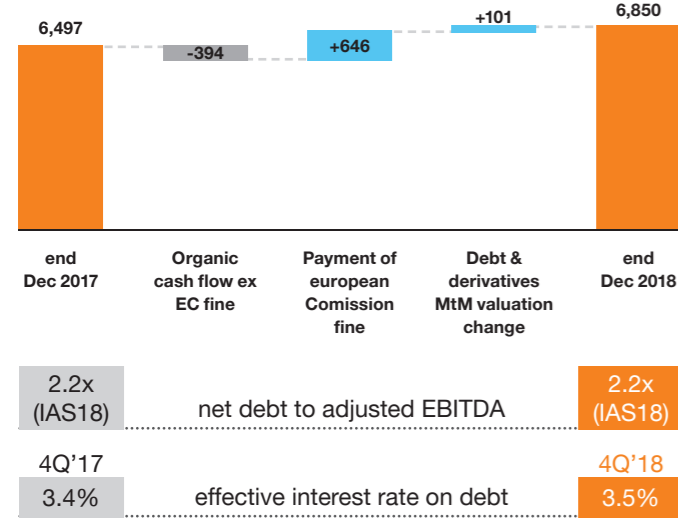 6,497
-394
+646
+101
6,850
end
Dec 2017
Organic
cash flow ex
EC fine
Payment of
european
Comission
fine
Debt &
derivatives
MtM valuation
change
end
Dec 2018
2.2x
(IAS18)
net debt to adjusted EBITDA
2.2x
(IAS18)
4Q'17
3.4%
effective interest rate on debt
4Q'18
3.5%